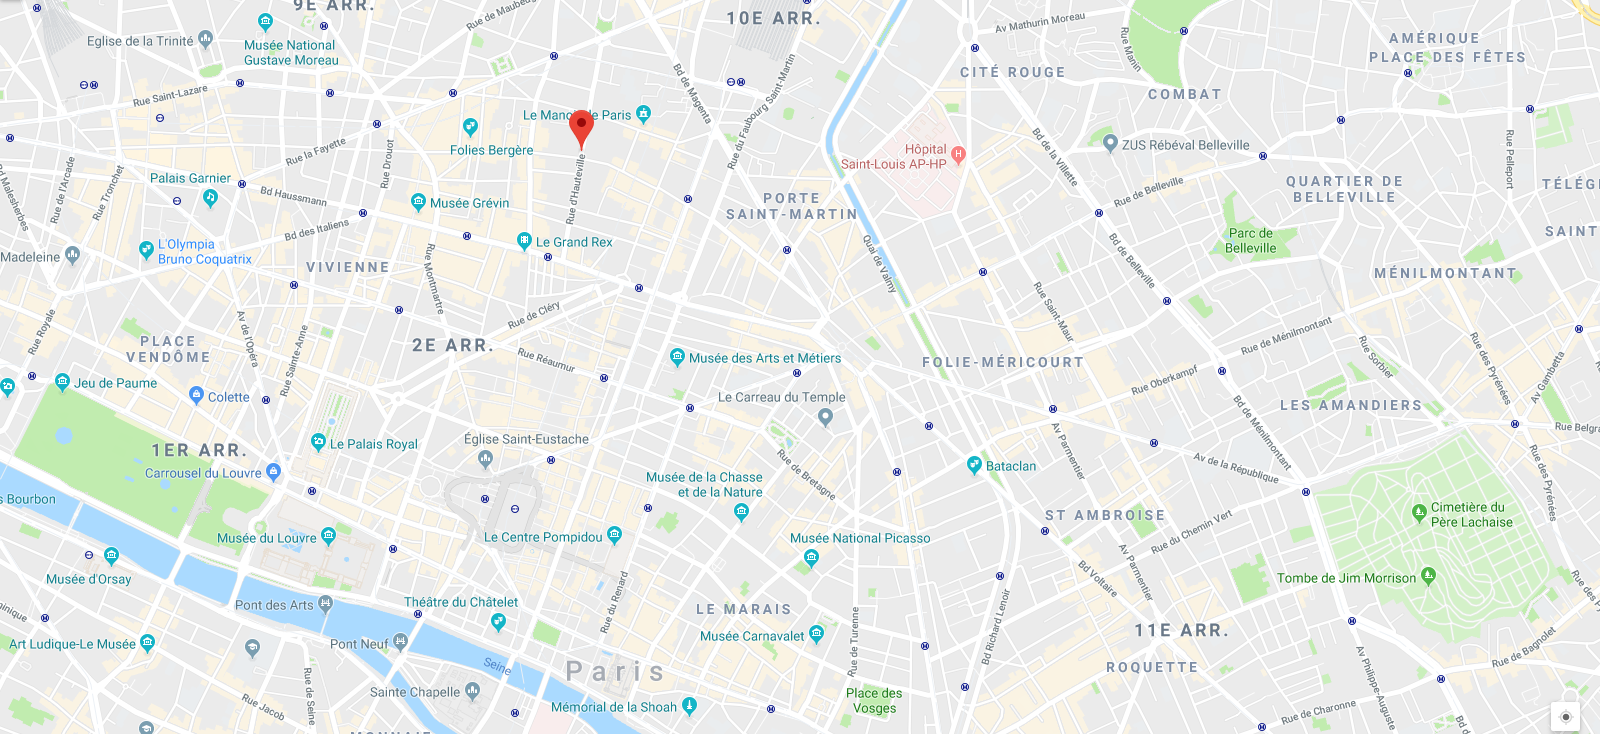 9E ARR.
Rue de Maubeug
10E ARR.
Av Mathurin Moreau
Rue Manin
AMÉRIQUE
PLACE DES FÊTES
Eglise de la Trinité
Musée National
Gustave Moreau
CITÉ ROUGE
COMBAT
Rue Saint-Lazare
Bd de Magenta
Rue du Faubourg Saint-Martin
Le Mano
de Paris
Folies Bergère
Rue la Fayette
Rue Drouot
Hôpital
Saint-Louis AP-HP
Bd de la Villette
ZUS Rébéval Belleville
Rue Pelleport
Bd Malesherbes
Rue de l'Arcade
Rue Tronchet
Palais Garnier
Bd Haussmann
Musée Grévin
Rue d'Hauteville
PORTE
SAINT-MARTIN
Rue de Belleville
QUARTIER DE
BELLEVILLE
TÉLÉG
Bd des Italiens
Le Grand Rex
Quai de Valmy
Bd de Belleville
Parc de
Belleville
SAINT
Madeleine
L'Olympia
Bruno Coquatrix
VIVIENNE
Rue Montmartre
MÉNILMONTANT
Rue Royale
Av de l'Opéra
Rue Sainte-Anne
Rue de Cléry
Rue Saint-Maur
Rue de Ménilmontant
PLACE
VENDÔME
2E ARR.
Rue Réaumur
Musée des Arts et Métiers
FOLIE-MÉRICOURT
Rue Sorbier
Rue des Pyrénées
Av Gambetta
Jeu de Paume
Colette
Le Carreau du Temple
Rue Oberkampf
LES AMANDIERS
Bd de Ménilmontant
Rue Belgra
1ER ARR.
Le Palais Royal
Église Saint-Eustache
Carrousel du Louvre
Rue de Bretagne
Bataclan
Av Parmentier
Av de la République
Rue des Pyrénées
s Bourbon
Musée de la Chasse
et de la Nature
ST AMBROISE
Cimetière du
Père Lachaise
Musée du Louvre
Le Centre Pompidou
Musée National Picasso
Rue du Chemin Vert
Musée d'Orsay
Bd Voltaire
Av Parmentier
Tombe de Jim Morrison
Pont des Arts
Théâtre du Châtelet
Rue du Renard
LE MARAIS
Bd Richard Lenoir
Art Ludique-Le Musée
Pont Neuf
Musée Carnavalet
Rue de Turenne
11E ARR.
Rue de Bagnolet
Seine
Paris
ROQUETTE
Av Philippe-Auguste
Sainte Chapelle
Rue de Seine
Rue Jacob
Mémorial de la Shoah
Place des
Vosges
Rue de Charonne